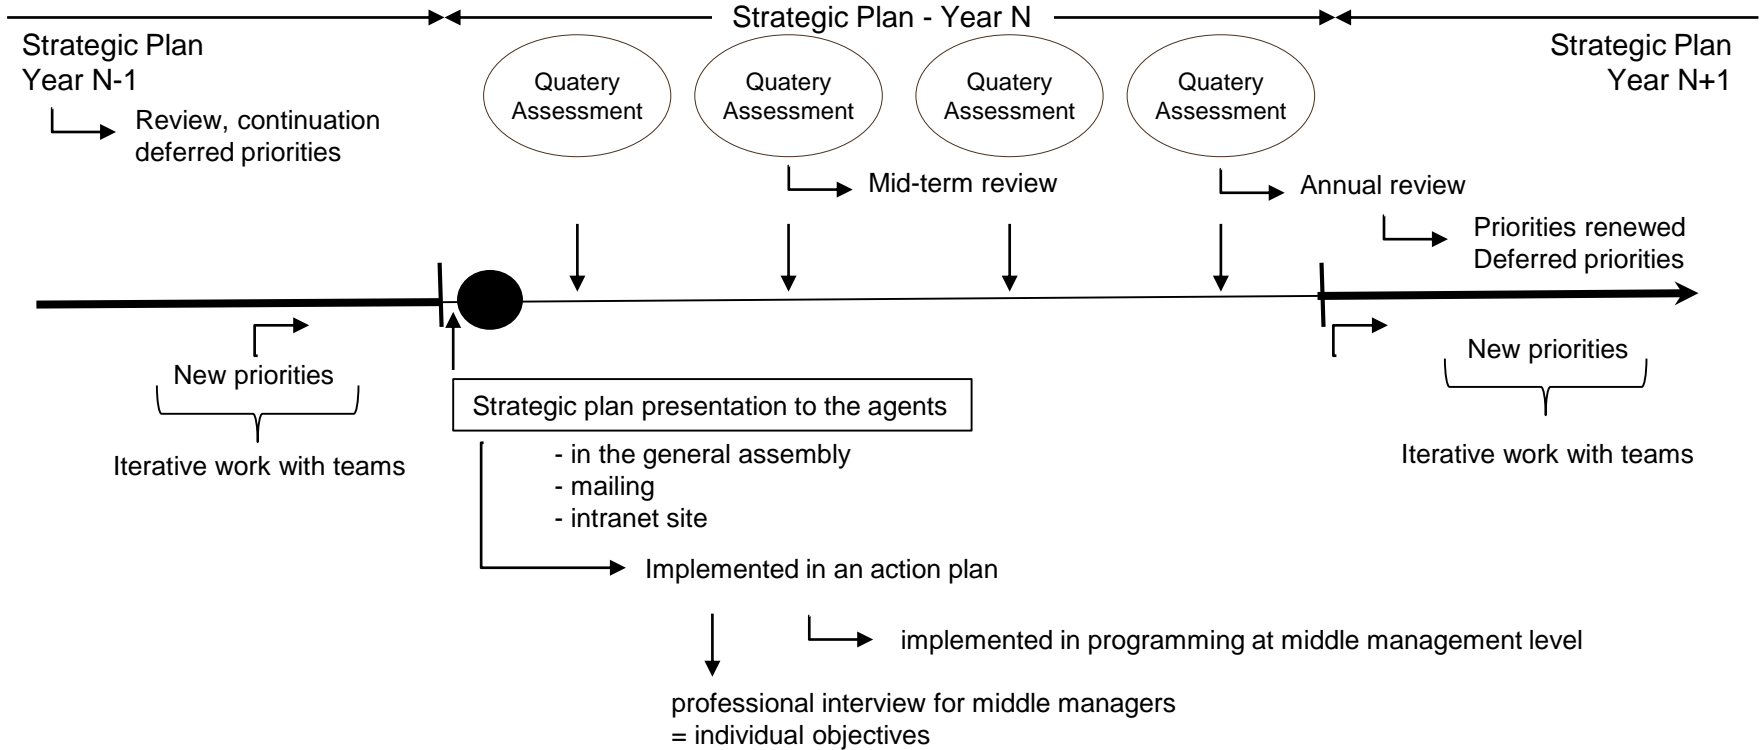 Strategic Plan - Year N
Strategic Plan
Year N-1
Strategic Plan
Year N+1
Quatery
Assessment
Quatery
Assessment
Quatery
Assessment
Quatery
Assessment
Review, continuation
deferred priorities
Mid-term review
Annual review
Priorities renewed
Deferred priorities
New priorities
Iterative work with teams
New priorities
Iterative work with teams
Strategic plan presentation to the agents
- in the general assembly
- mailing
- intranet site
Implemented in an action plan
implemented in programming at middle management level
professional interview for middle managers
= individual objectives